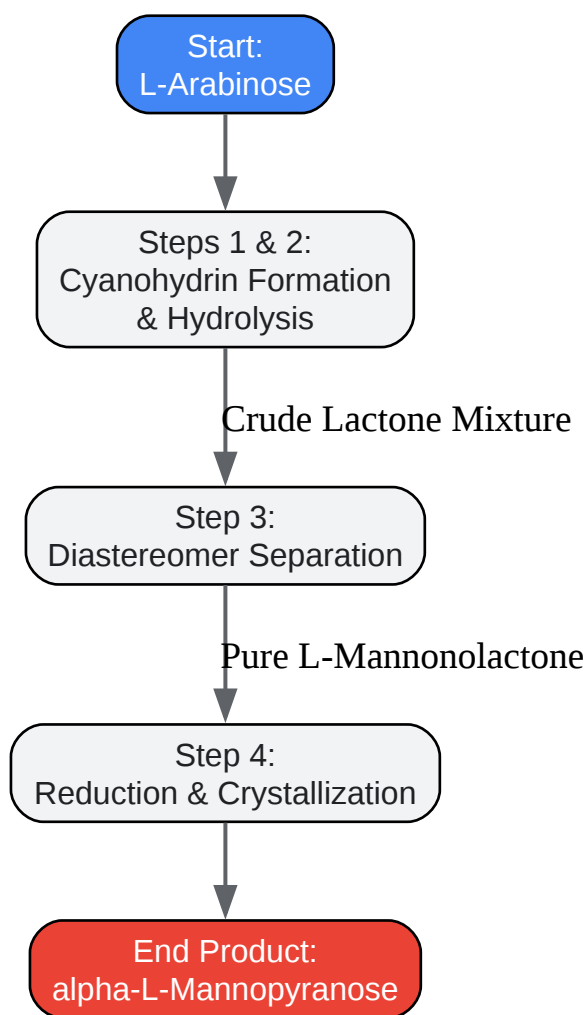 Start:
L-Arabinose
Steps 1 & 2:
Cyanohydrin Formation
& Hydrolysis
Crude Lactone Mixture
Step 3:
Diastereomer Separation
Pure L-Mannonolactone
Step 4:
Reduction & Crystallization
End Product:
alpha-L-Mannopyranose